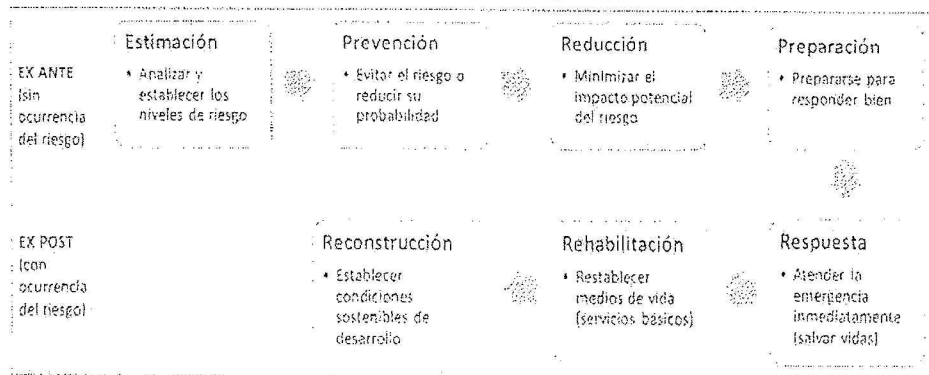 EX ANTE
(sin
ocurrencia
del riesgo)
Estimación
• Analizar y
establecer los
niveles de riesgo
Prevención
• Evitar el riesgo o
reducir su
probabilidad
Reducción
• Minimizar el
impacto potencial
del riesgo
Preparación
• Prepararse para
responder bien
EX POST
(con
ocurrencia
del riesgo)
Reconstrucción
• Establecer
condiciones
sostenibles de
desarrollo
Rehabilitación
• Restablecer
medios de vida
(servicios básicos)
Respuesta
• Atender la
emergencia
inmediatamente
(salvar vidas)